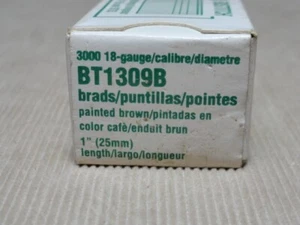 3000 18-gauge/calibre/diametre
BT1309B
brads/puntillas/pointes
painted brown/pintadas en
color cafè/enduit brun
1" (25mm)
length/largo/longueur